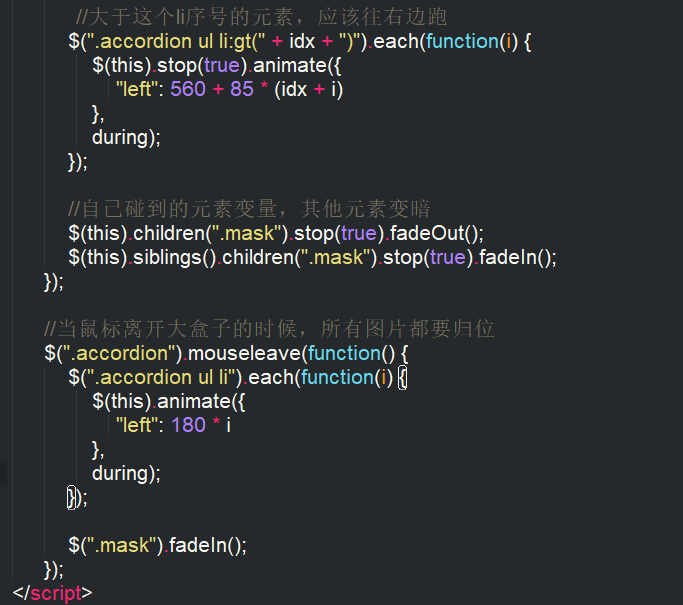 //大于这个li序号的元素，应该往右边跑
$(".accordion ul li:gt(" + idx + ")").each(function(i) {
$(this).stop(true).animate({
"left": 560 + 85 * (idx + i)
},
during);
});
//自己碰到的元素变量，其他元素变暗
$(this).children(".mask").stop(true).fadeOut();
$(this).siblings().children(".mask").stop(true).fadeIn();
});
//当鼠标离开大盒子的时候，所有图片都要归位
$(".accordion").mouseleave(function() {
$(".accordion ul li").each(function(i) {
$(this).animate({
"left": 180 * i
},
during);
});
$(".mask").fadeIn();
});
</script>